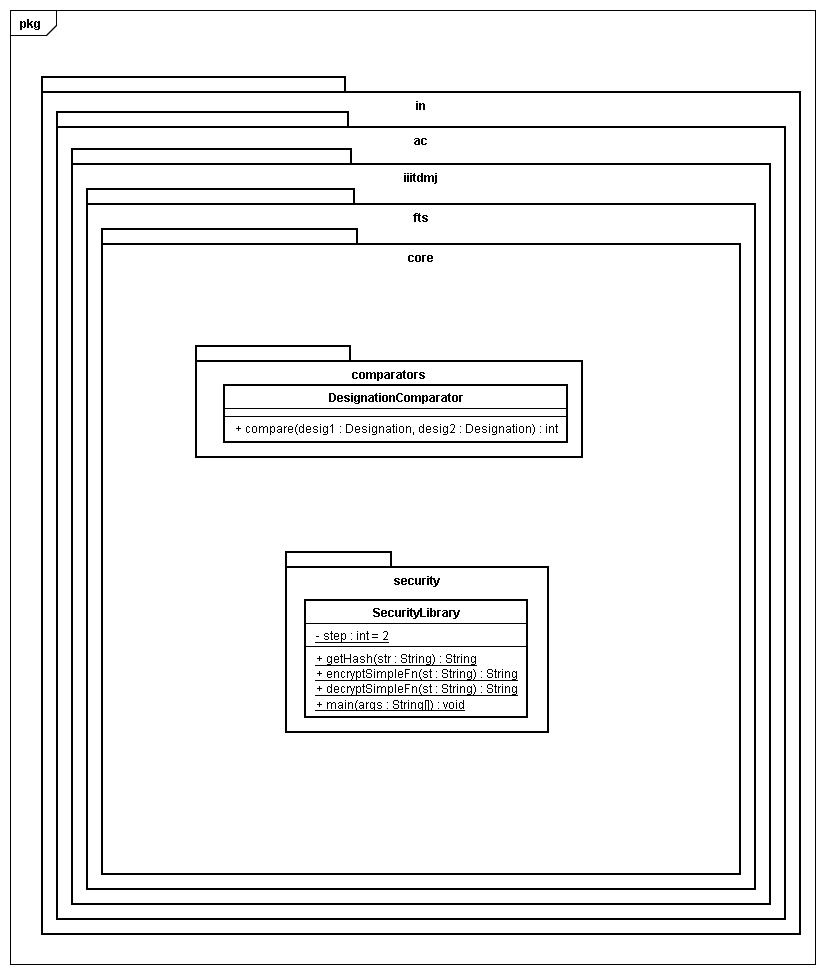 pkg
in
ac
iiitdmj
fts
core
comparators
DesignationComparator
+ compare(desig1 : Designation, desig2 : Designation) : int
security
SecurityLibrary
- step : int = 2
+ getHash(str : String) : String
+ encryptSimpleFn(st : String) : String
+ decryptSimpleFn(st : String) : String
+ main(args : String[]) : void